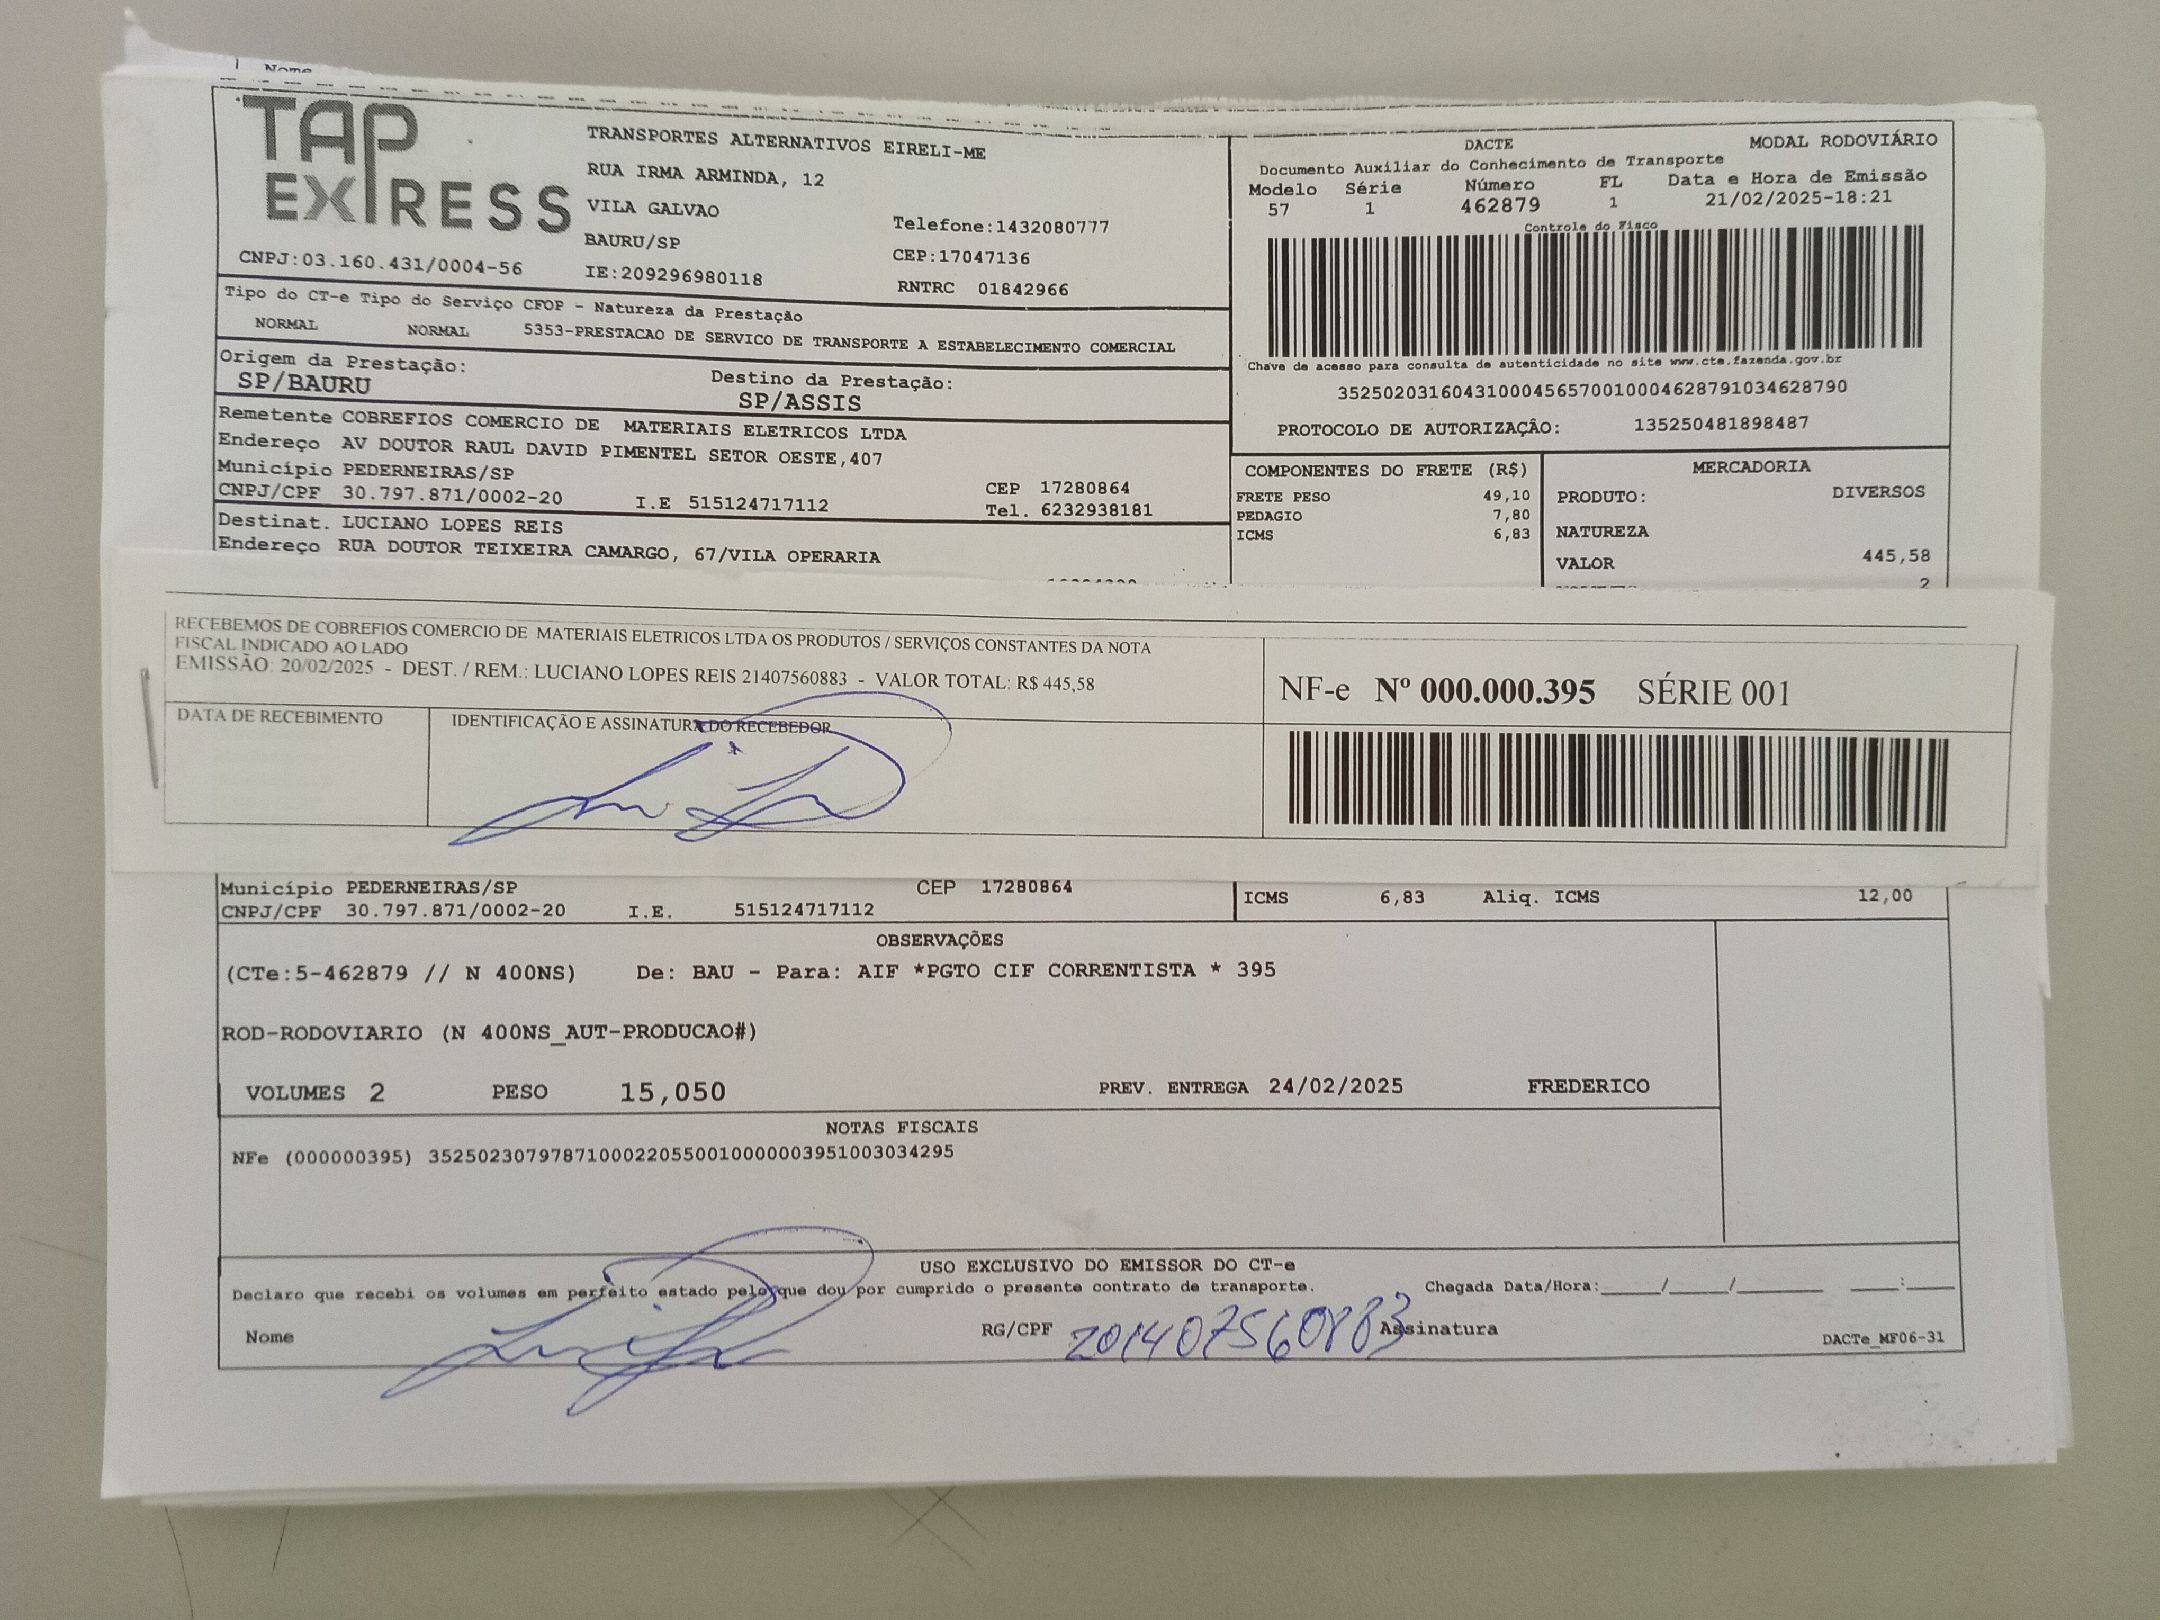 Nome
TAP EXPRESS
TRANSPORTES ALTERNATIVOS EIRELI-ME
RUA IRMA ARMINDA, 12
VILA GALVAO
BAURU/SP Telefone:1432080777
CEP:17047136
CNPJ:03.160.431/0004-56 IE:209296980118 RNTRC 01842966
DACTE MODAL RODOVIÁRIO
Documento Auxiliar do Conhecimento de Transporte
Modelo Série Número FL Data e Hora de Emissão
57 1 462879 1 21/02/2025-18:21
Controle do Fisco
Chave de acesso para consulta de autenticidade no site www.cte.fazenda.gov.br
35250203160431000456570010004628791034628790
PROTOCOLO DE AUTORIZAÇÃO: 135250481898487
Tipo do CT-e Tipo do Serviço CFOP - Natureza da Prestação
NORMAL NORMAL 5353-PRESTACAO DE SERVICO DE TRANSPORTE A ESTABELECIMENTO COMERCIAL
Origem da Prestação: Destino da Prestação:
SP/BAURU SP/ASSIS
Remetente COBREFIOS COMERCIO DE MATERIAIS ELETRICOS LTDA
Endereço AV DOUTOR RAUL DAVID PIMENTEL SETOR OESTE,407
Município PEDERNEIRAS/SP CEP 17280864
CNPJ/CPF 30.797.871/0002-20 I.E 515124717112 Tel. 6232938181
Destinat. LUCIANO LOPES REIS
Endereço RUA DOUTOR TEIXEIRA CAMARGO, 67/VILA OPERARIA
COMPONENTES DO FRETE (R$) MERCADORIA
FRETE PESO 49,10 PRODUTO: DIVERSOS
PEDAGIO 7,80
ICMS 6,83 NATUREZA
VALOR 445,58
2
RECEBEMOS DE COBREFIOS COMERCIO DE MATERIAIS ELETRICOS LTDA OS PRODUTOS / SERVIÇOS CONSTANTES DA NOTA
FISCAL INDICADO AO LADO
EMISSÃO: 20/02/2025 - DEST. / REM.: LUCIANO LOPES REIS 21407560883 - VALOR TOTAL: R$ 445,58
NF-e Nº 000.000.395 SÉRIE 001
DATA DE RECEBIMENTO IDENTIFICAÇÃO E ASSINATURA DO RECEBEDOR
Município PEDERNEIRAS/SP CEP 17280864
CNPJ/CPF 30.797.871/0002-20 I.E. 515124717112
ICMS 6,83 Aliq. ICMS 12,00
OBSERVAÇÕES
(CTe:5-462879 // N 400NS) De: BAU - Para: AIF *PGTO CIF CORRENTISTA * 395
ROD-RODOVIARIO (N 400NS_AUT-PRODUCAO#)
VOLUMES 2 PESO 15,050 PREV. ENTREGA 24/02/2025 FREDERICO
NOTAS FISCAIS
NFe (000000395) 35250230797871000220550010000003951003034295
USO EXCLUSIVO DO EMISSOR DO CT-e
Declaro que recebi os volumes em perfeito estado pelo que dou por cumprido o presente contrato de transporte. Chegada Data/Hora:_____/_____/_______ ___:____
Nome RG/CPF 201407560883 Assinatura DACTe_MF06-31